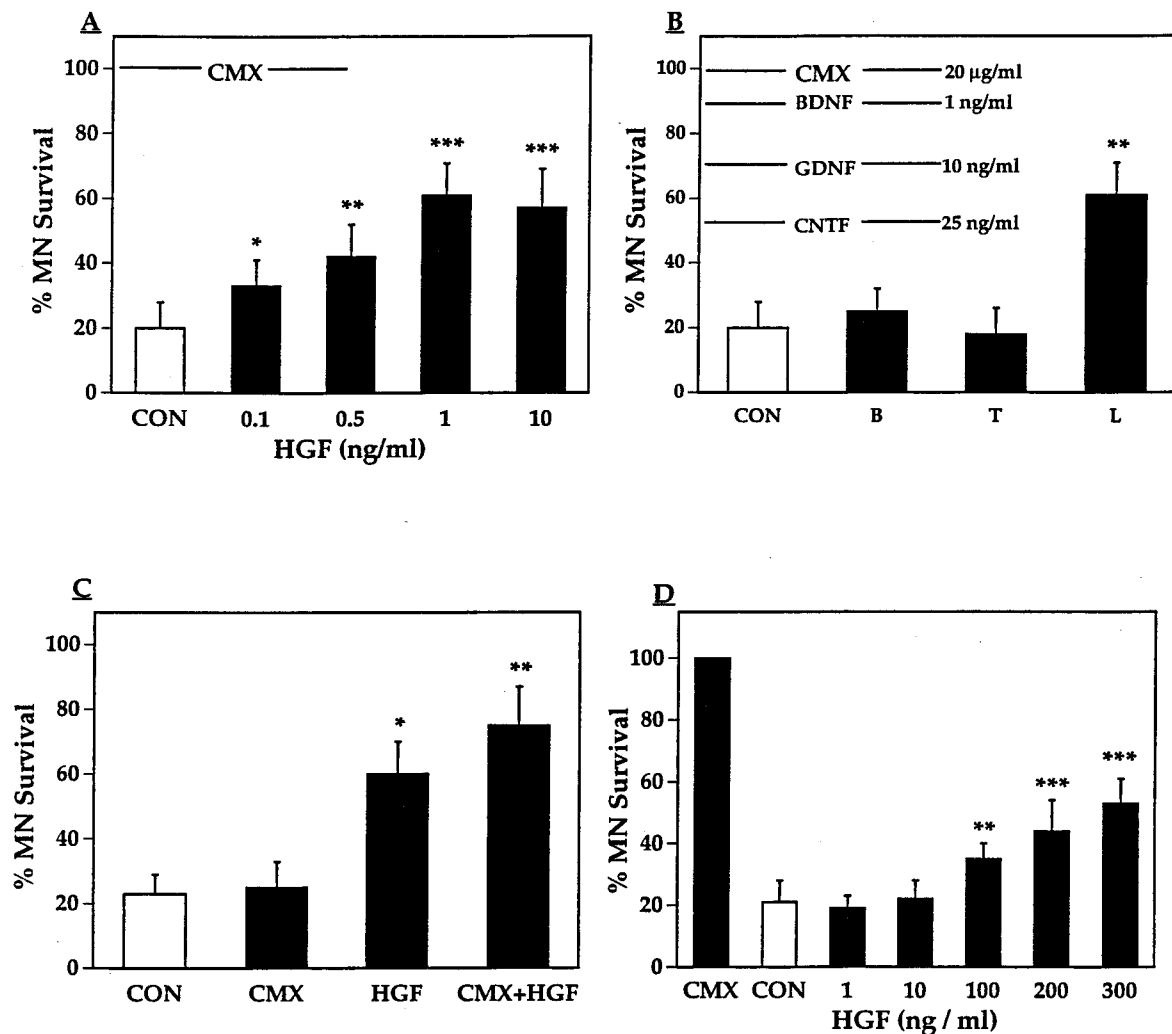 A
% MN Survival
100
80
60
40
20
0
CMX
*
**
***
***
CON 0.1 0.5 1 10
HGF (ng/ml)
B
% MN Survival
100
80
60
40
20
0
CMX 20 µg/ml
BDNF 1 ng/ml
GDNF 10 ng/ml
CNTF 25 ng/ml
**
CON B T L
C
% MN Survival
100
80
60
40
20
0
*
**
CON CMX HGF CMX+HGF
D
% MN Survival
100
80
60
40
20
0
**
***
***
CMX CON 1 10 100 200 300
HGF (ng / ml)